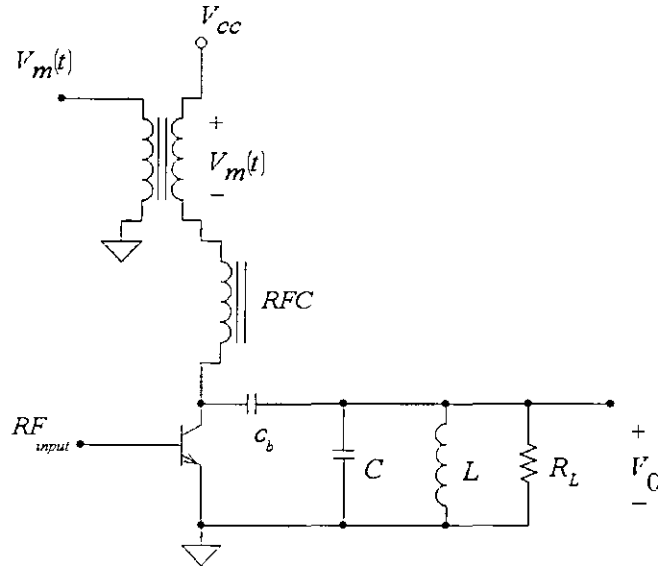 V_cc
V_m(t)
+
V_m(t)
−
RFC
RF_input
c_b
C
L
R_L
+
V_0
−